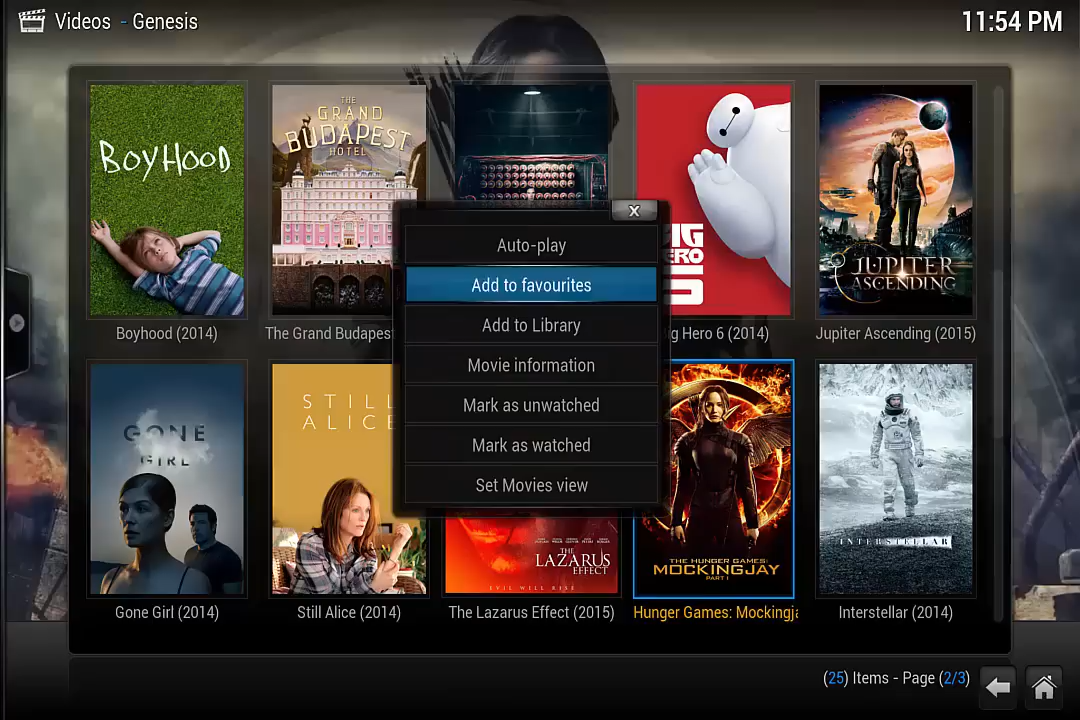 Videos - Genesis
11:54 PM
BOYHOOD
THE
GRAND
BUDAPEST
HOTEL
IG
ERO
5
JUPITER
ASCENDING
Boyhood (2014)
The Grand Budapest
g Hero 6 (2014)
Jupiter Ascending (2015)
X
Auto-play
Add to favourites
Add to Library
Movie information
Mark as unwatched
Mark as watched
Set Movies view
GONE
GIRL
STILL
ALICE
THE
LAZARUS
EFFECT
EVIL WILL RISE
THE HUNGER GAMES:
MOCKINGJAY
PART 1
INTERSTELLAR
Gone Girl (2014)
Still Alice (2014)
The Lazarus Effect (2015)
Hunger Games: Mockingja
Interstellar (2014)
(25) Items - Page (2/3)